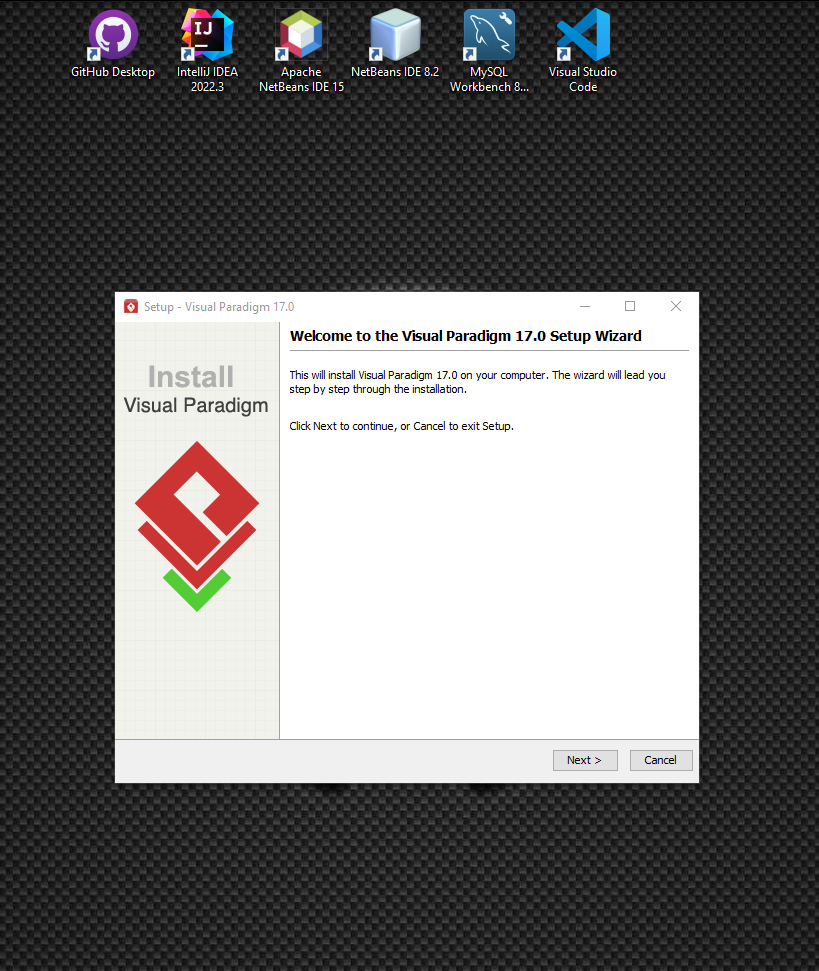 GitHub Desktop
IntelliJ IDEA
2022.3
Apache
NetBeans IDE 15
NetBeans IDE 8.2
MySQL
Workbench 8...
Visual Studio
Code
IJ
Setup - Visual Paradigm 17.0
Install
Visual Paradigm
Welcome to the Visual Paradigm 17.0 Setup Wizard
This will install Visual Paradigm 17.0 on your computer. The wizard will lead you
step by step through the installation.
Click Next to continue, or Cancel to exit Setup.
Next >
Cancel